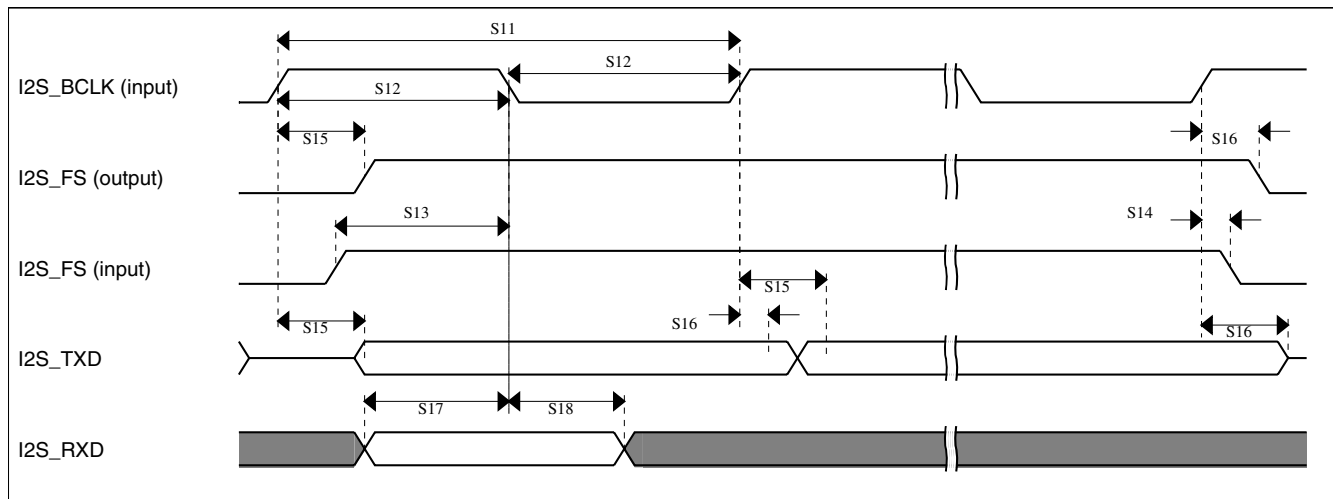 S11
I2S_BCLK (input)
S12
S12
S15
S16
I2S_FS (output)
S13
S14
I2S_FS (input)
S15
S16
S15
S16
I2S_TXD
S17
S18
I2S_RXD